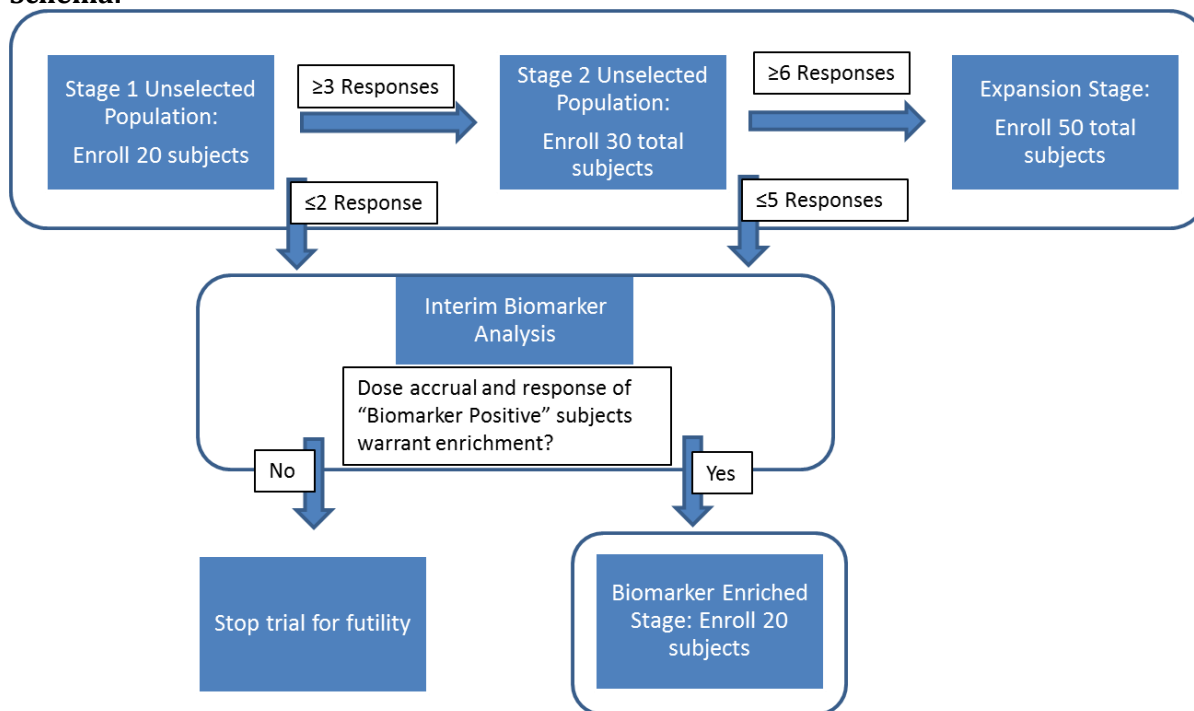 schema:
Stage 1 Unselected
Population:
Enroll 20 subjects
≥3 Responses
Stage 2 Unselected
Population:
Enroll 30 total
subjects
≥6 Responses
Expansion Stage:
Enroll 50 total
subjects
≤2 Response
≤5 Responses
Interim Biomarker
Analysis
Dose accrual and response of
“Biomarker Positive” subjects
warrant enrichment?
No
Yes
Stop trial for futility
Biomarker Enriched
Stage: Enroll 20
subjects